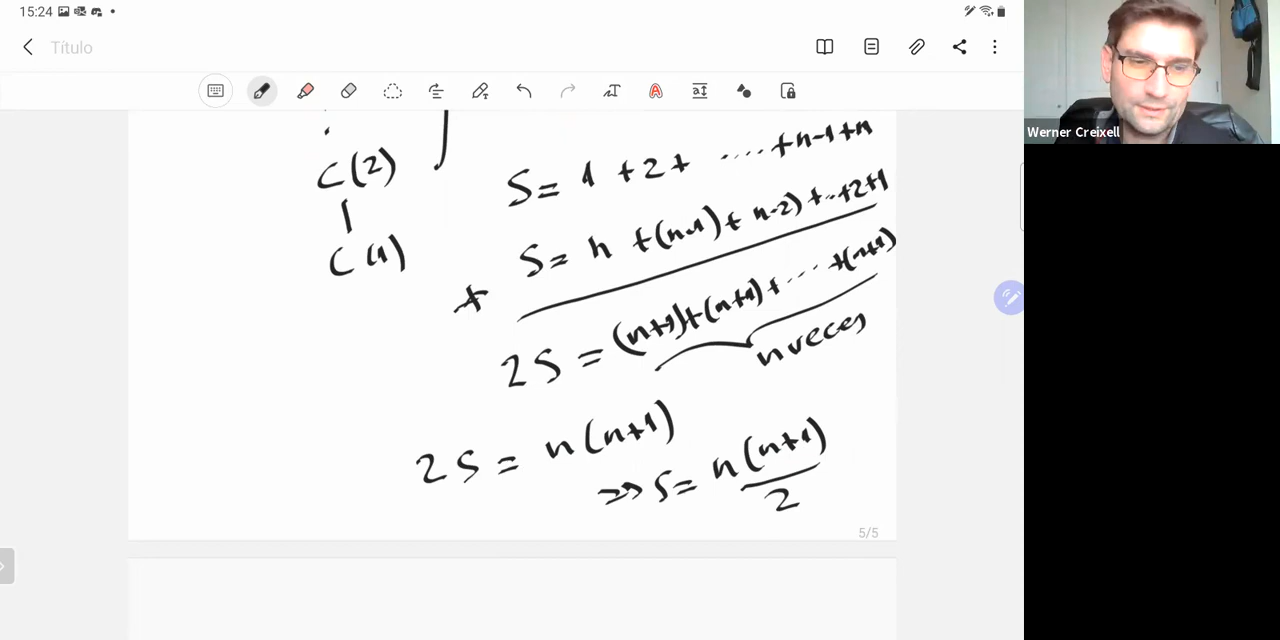 15:24
Título
C(2)
C(1)
S= 1 +2+ ....+n-1+n
S= n +(n-1)+ n-2)+..+2+1
+
2S = (n+1)+(n+1)+ ... +(n+1)
n veces
2S = n(n+1)
=> S= n(n+1)
2
5/5
Werner Creixell